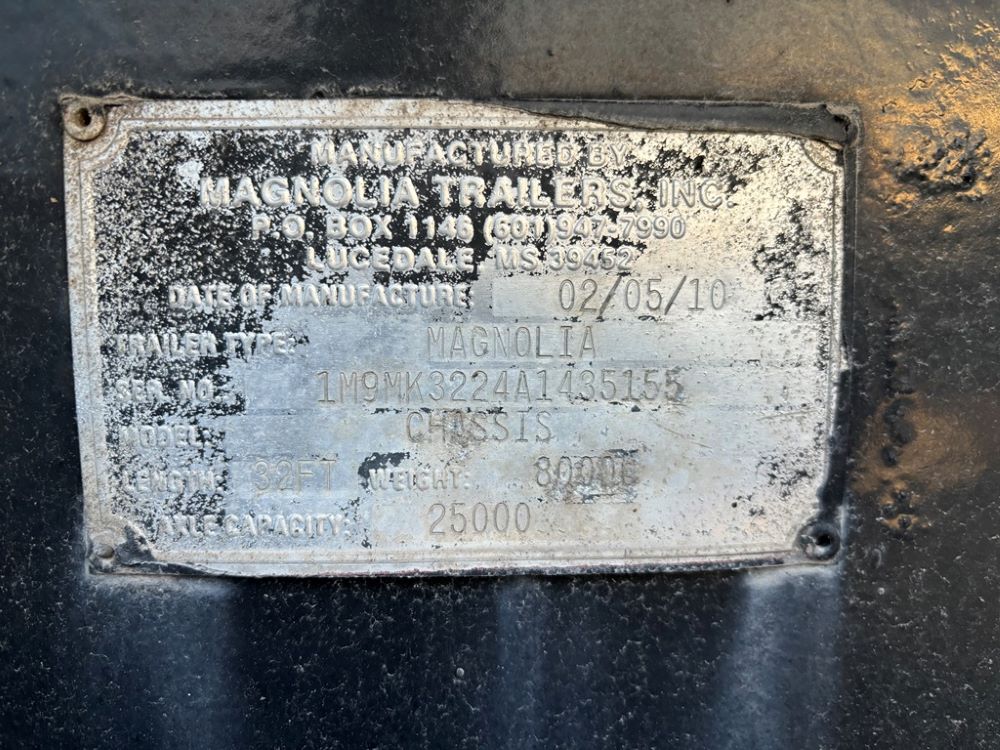 MANUFACTURED BY
MAGNOLIA TRAILERS, INC.
P.O. BOX 1146 (601) 947-7990
LUCEDALE, MS 39452
DATE OF MANUFACTURE: 02/05/10
TRAILER TYPE: MAGNOLIA
SER. NO.: 1M9MK3224A1435155
MODEL: CHASSIS
LENGTH: 32FT WEIGHT: 80000
AXLE CAPACITY: 25000